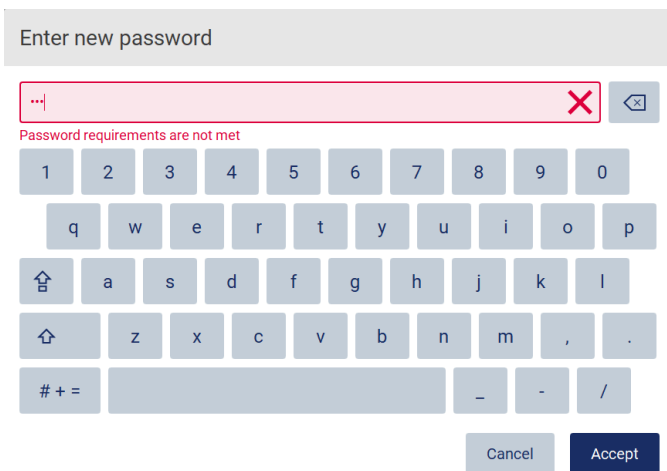 Enter new password
•••
Password requirements are not met
1 2 3 4 5 6 7 8 9 0
q w e r t y u i o p
a s d f g h j k l
z x c v b n m , .
# + = _ - /
Cancel Accept